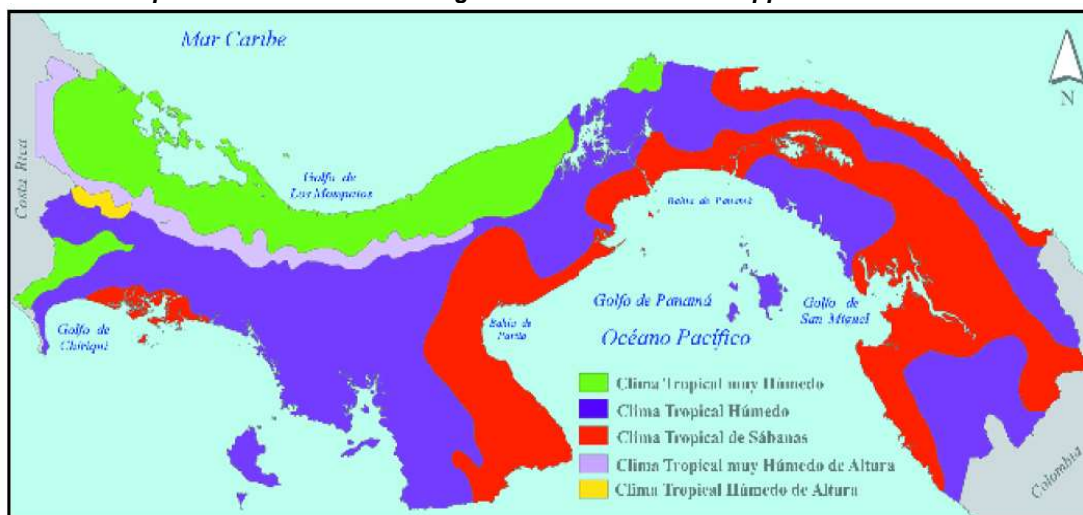 Mar Caribe
N
Costa Rica
Golfo de
Los Mosquitos
Bahía de Panamá
Golfo de
Chiriquí
Bahía de
Parita
Golfo de Panamá
Golfo de
San Miguel
Océano Pacífico
Clima Tropical muy Húmedo
Clima Tropical Húmedo
Clima Tropical de Sábanas
Clima Tropical muy Húmedo de Altura
Clima Tropical Húmedo de Altura
Colombia